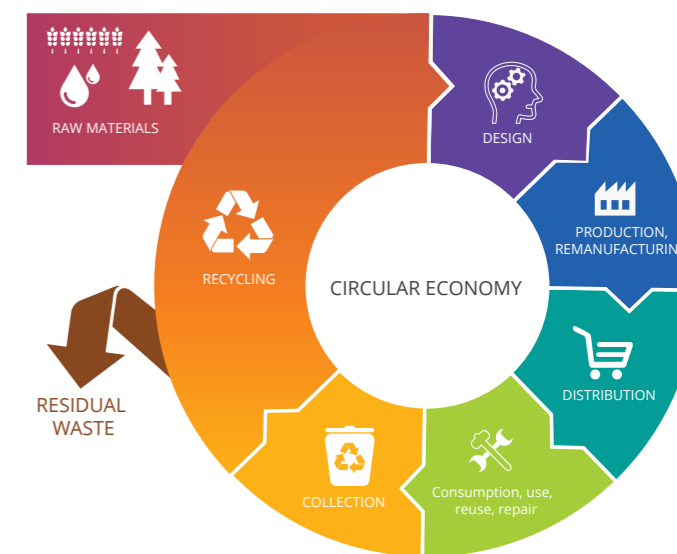 RAW MATERIALS
DESIGN
PRODUCTION,
REMANUFACTURIN
RECYCLING
CIRCULAR ECONOMY
DISTRIBUTION
RESIDUAL
WASTE
Consumption, use,
reuse, repair
COLLECTION